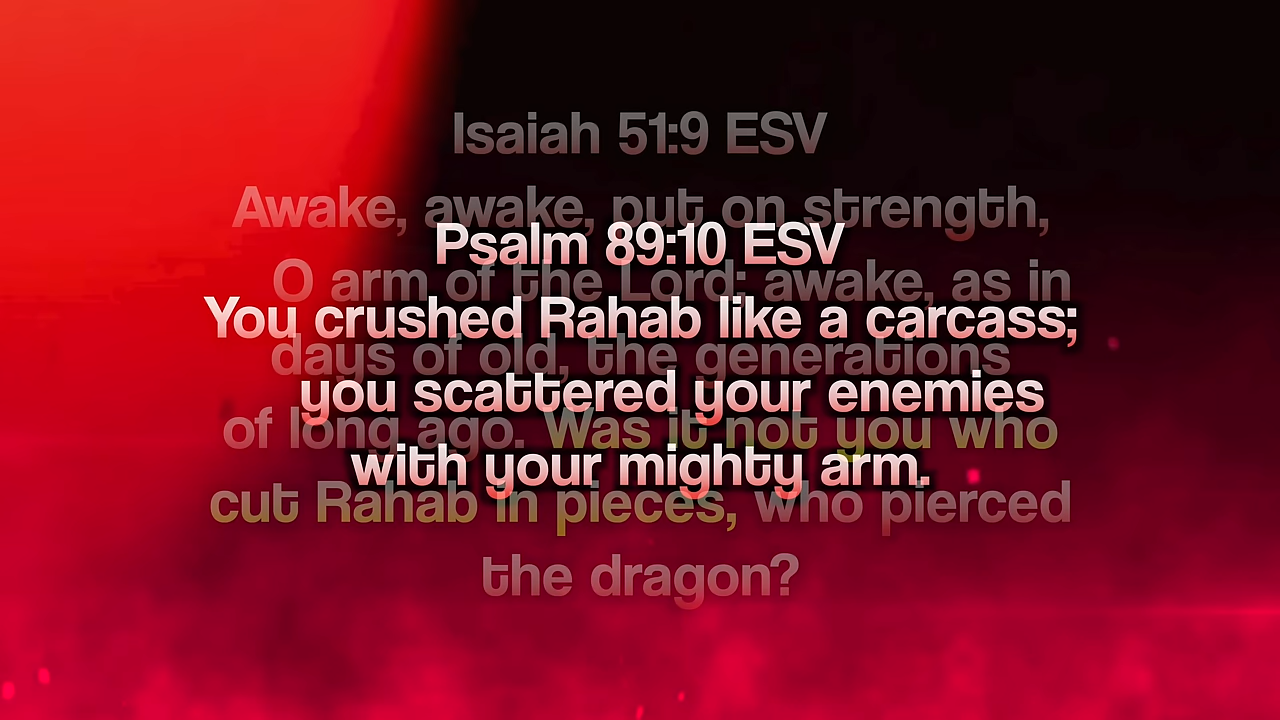 Isaiah 51:9 ESV
Awake, awake, put on strength,
O arm of the Lord; awake, as in
days of old, the generations
of long ago. Was it not you who
cut Rahab in pieces, who pierced
the dragon?
Psalm 89:10 ESV
You crushed Rahab like a carcass;
you scattered your enemies
with your mighty arm.